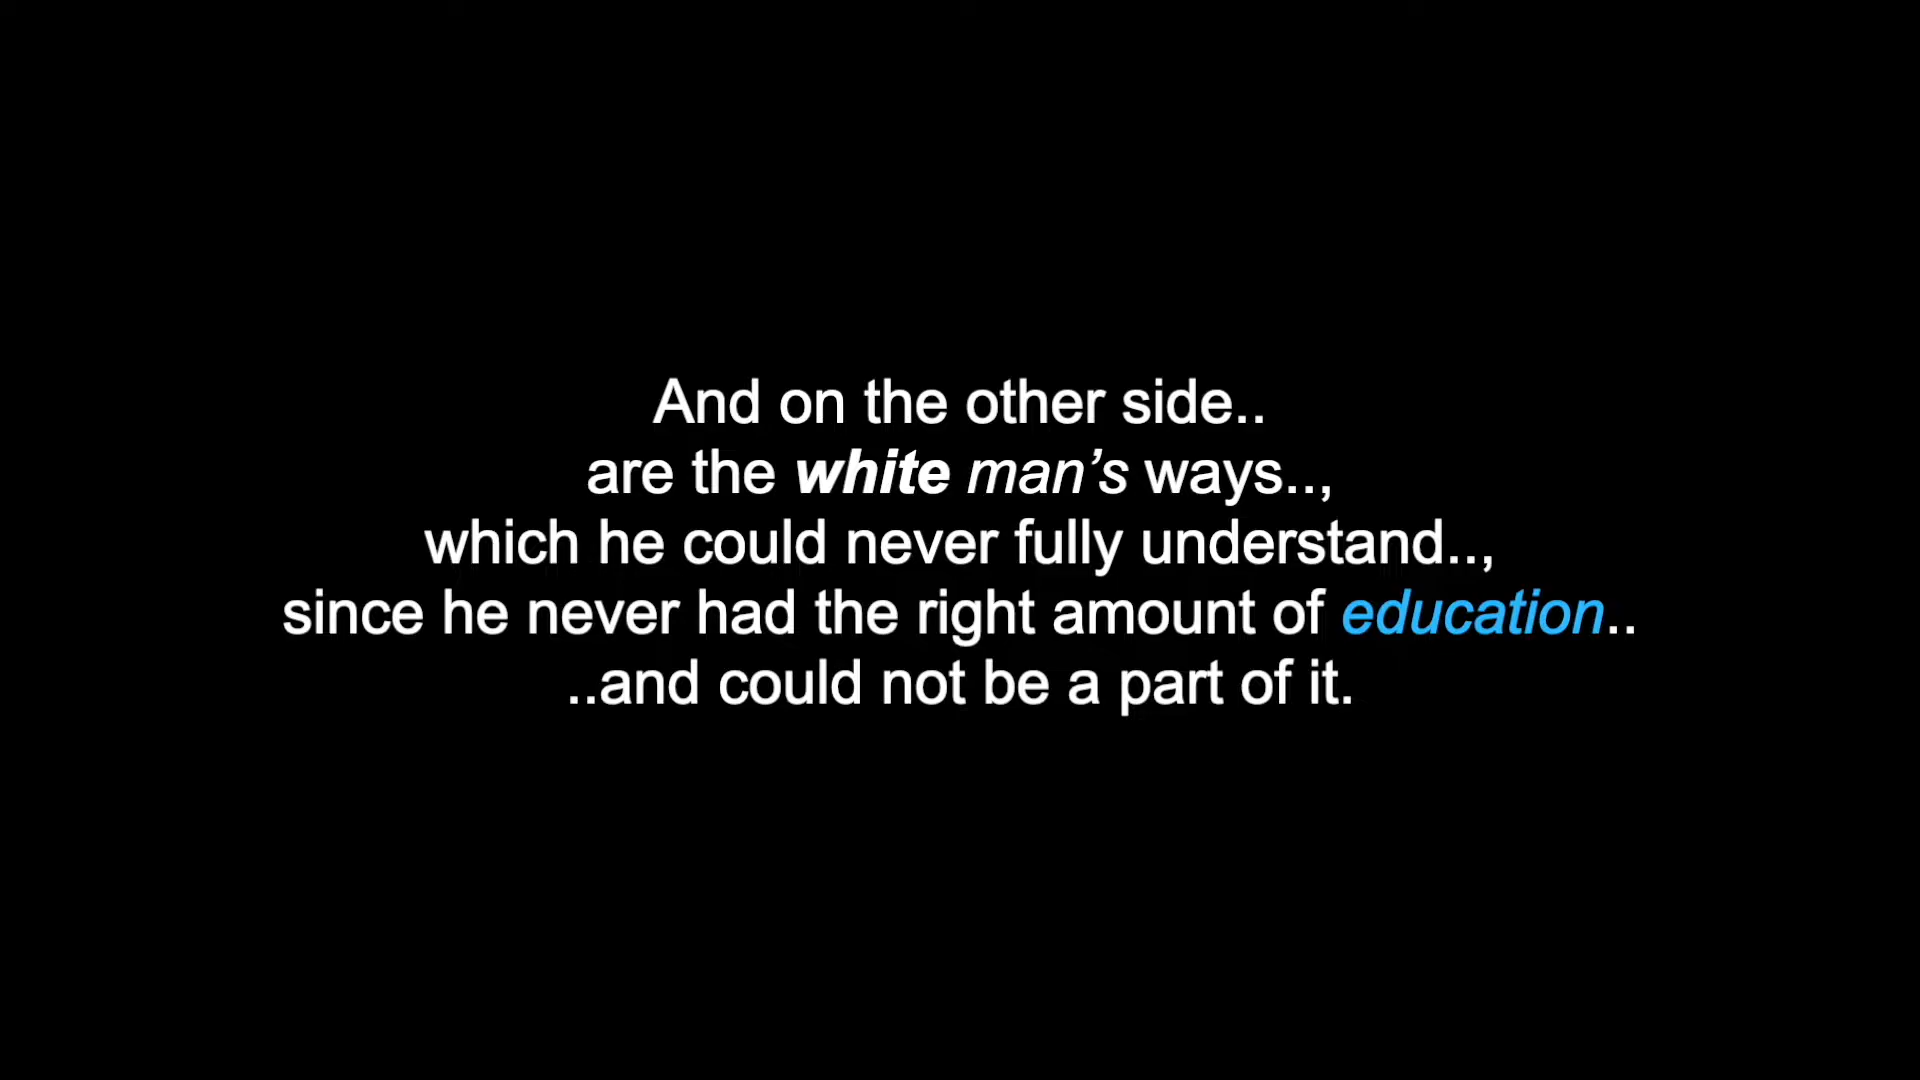 And on the other side..
are the white man’s ways..,
which he could never fully understand..,
since he never had the right amount of education..
..and could not be a part of it.